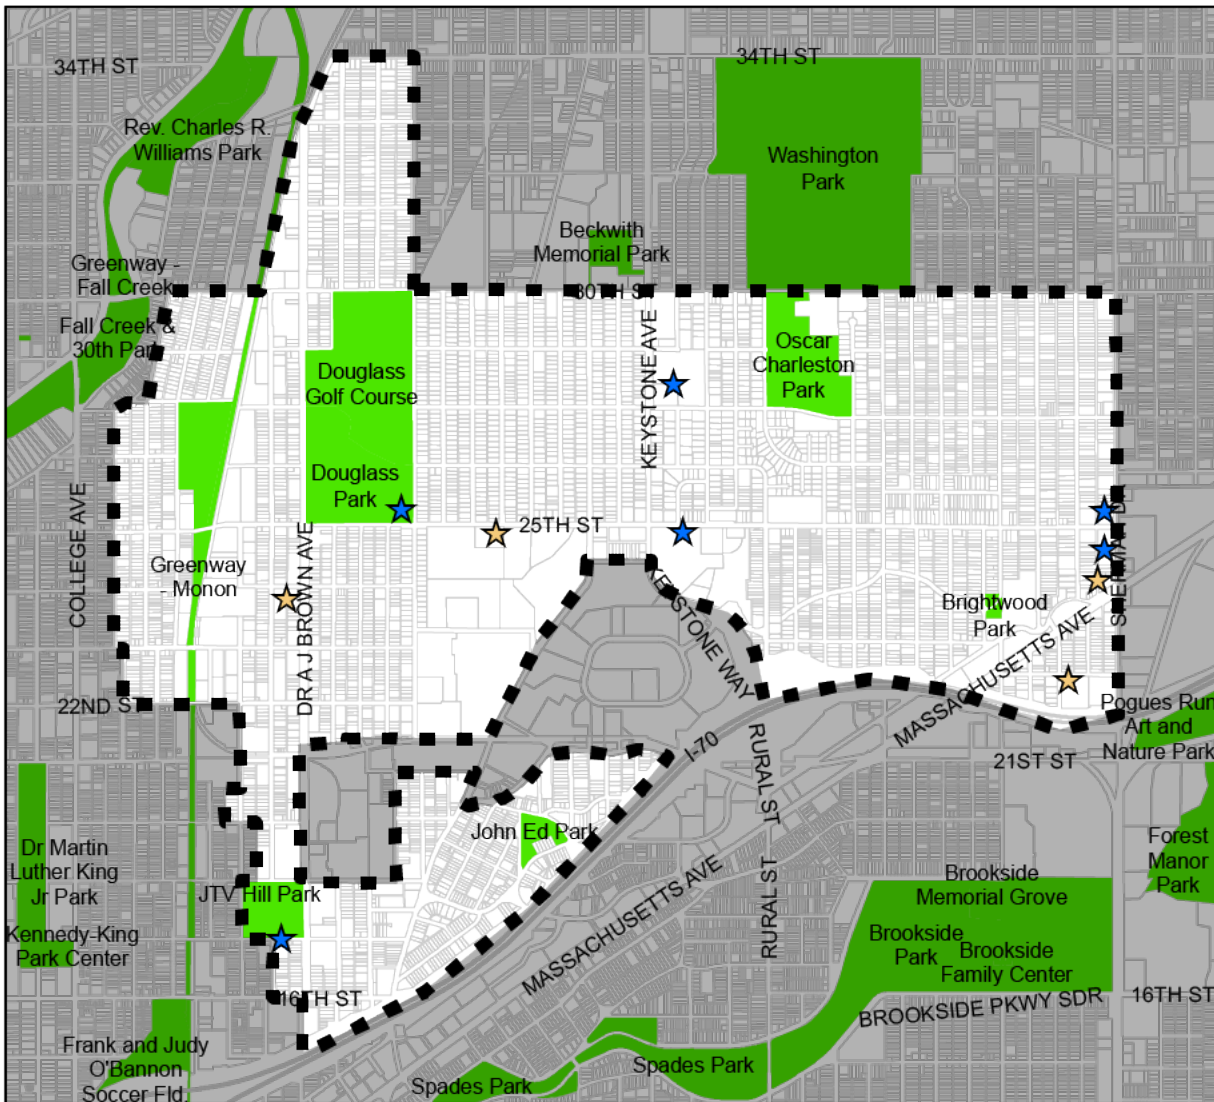 34TH ST
34TH ST
Rev. Charles R.
Williams Park
Washington
Park
Beckwith
Memorial Park
Greenway -
Fall Creek
30TH ST
Fall Creek &
30th Park
KEYSTONE AVE
Oscar
Charleston
Park
Douglass
Golf Course
Douglass
Park
COLLEGE AVE
25TH ST
DR A J BROWN AVE
SHERMAN DR
Greenway
- Monon
KEYSTONE WAY
Brightwood
Park
MASSACHUSETTS AVE
22ND ST
Pogues Run
Art and
Nature Park
I-70
RURAL ST
21ST ST
John Ed Park
Dr Martin
Luther King
Jr Park
Forest
Manor
Park
JTV Hill Park
MASSACHUSETTS AVE
RURAL ST
Brookside
Memorial Grove
Kennedy-King
Park Center
Brookside
Park
Brookside
Family Center
16TH ST
BROOKSIDE PKWY SDR
16TH ST
Frank and Judy
O'Bannon
Soccer Fld.
Spades Park
Spades Park